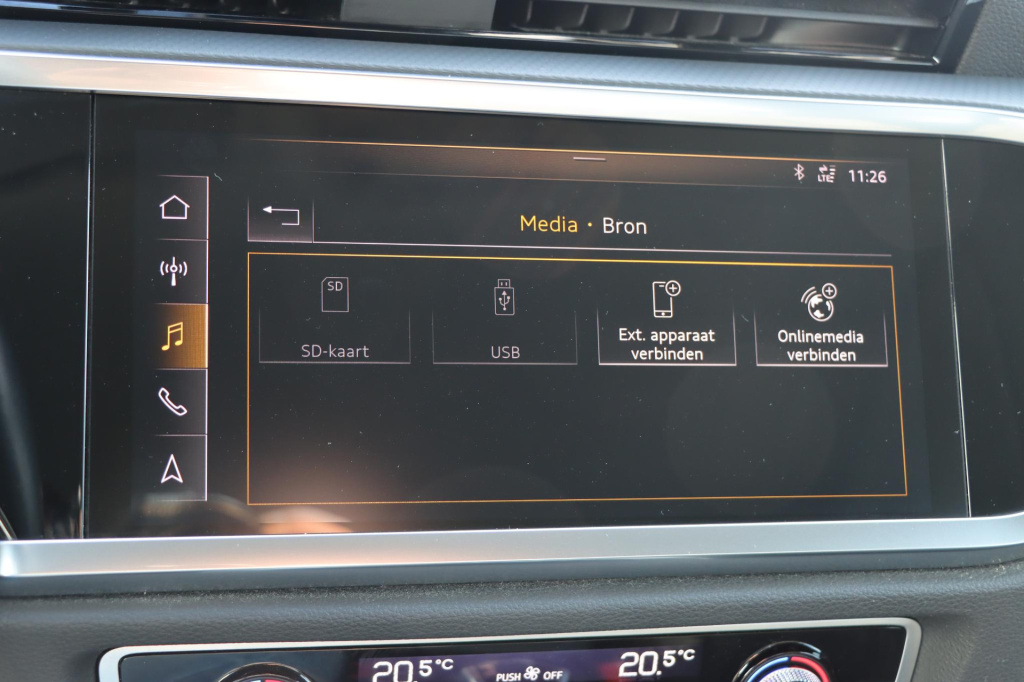 LTE 11:26
Media • Bron
SD
SD-kaart
USB
Ext. apparaat
verbinden
Onlinemedia
verbinden
20.5°C
PUSH OFF
20.5°C